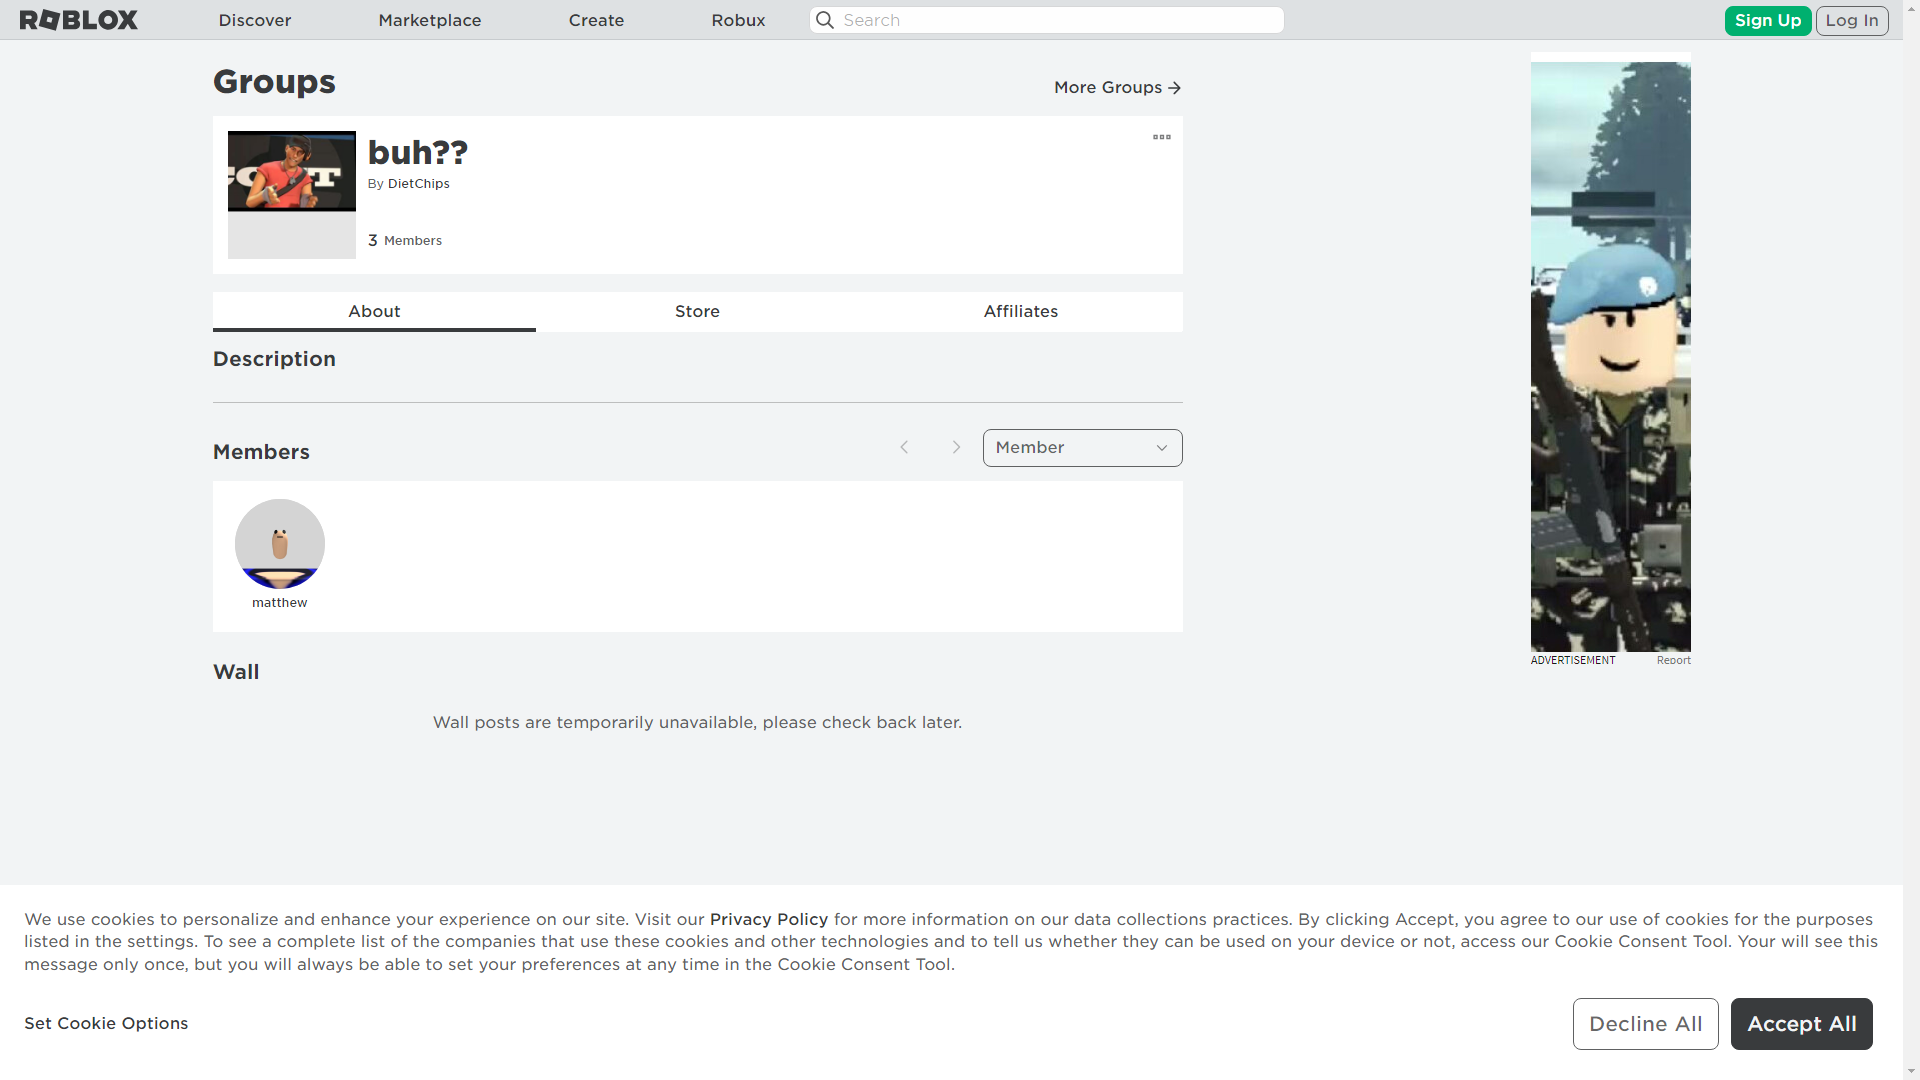 ROBLOX
Discover
Marketplace
Create
Robux
Search
Sign Up
Log In
Groups
More Groups
buh??
By DietChips
3 Members
About
Store
Affiliates
Description
Members
Member
matthew
Wall
Wall posts are temporarily unavailable, please check back later.
ADVERTISEMENT
Report
We use cookies to personalize and enhance your experience on our site. Visit our Privacy Policy for more information on our data collections practices. By clicking Accept, you agree to our use of cookies for the purposes
listed in the settings. To see a complete list of the companies that use these cookies and other technologies and to tell us whether they can be used on your device or not, access our Cookie Consent Tool. Your will see this
message only once, but you will always be able to set your preferences at any time in the Cookie Consent Tool.
Set Cookie Options
Decline All
Accept All